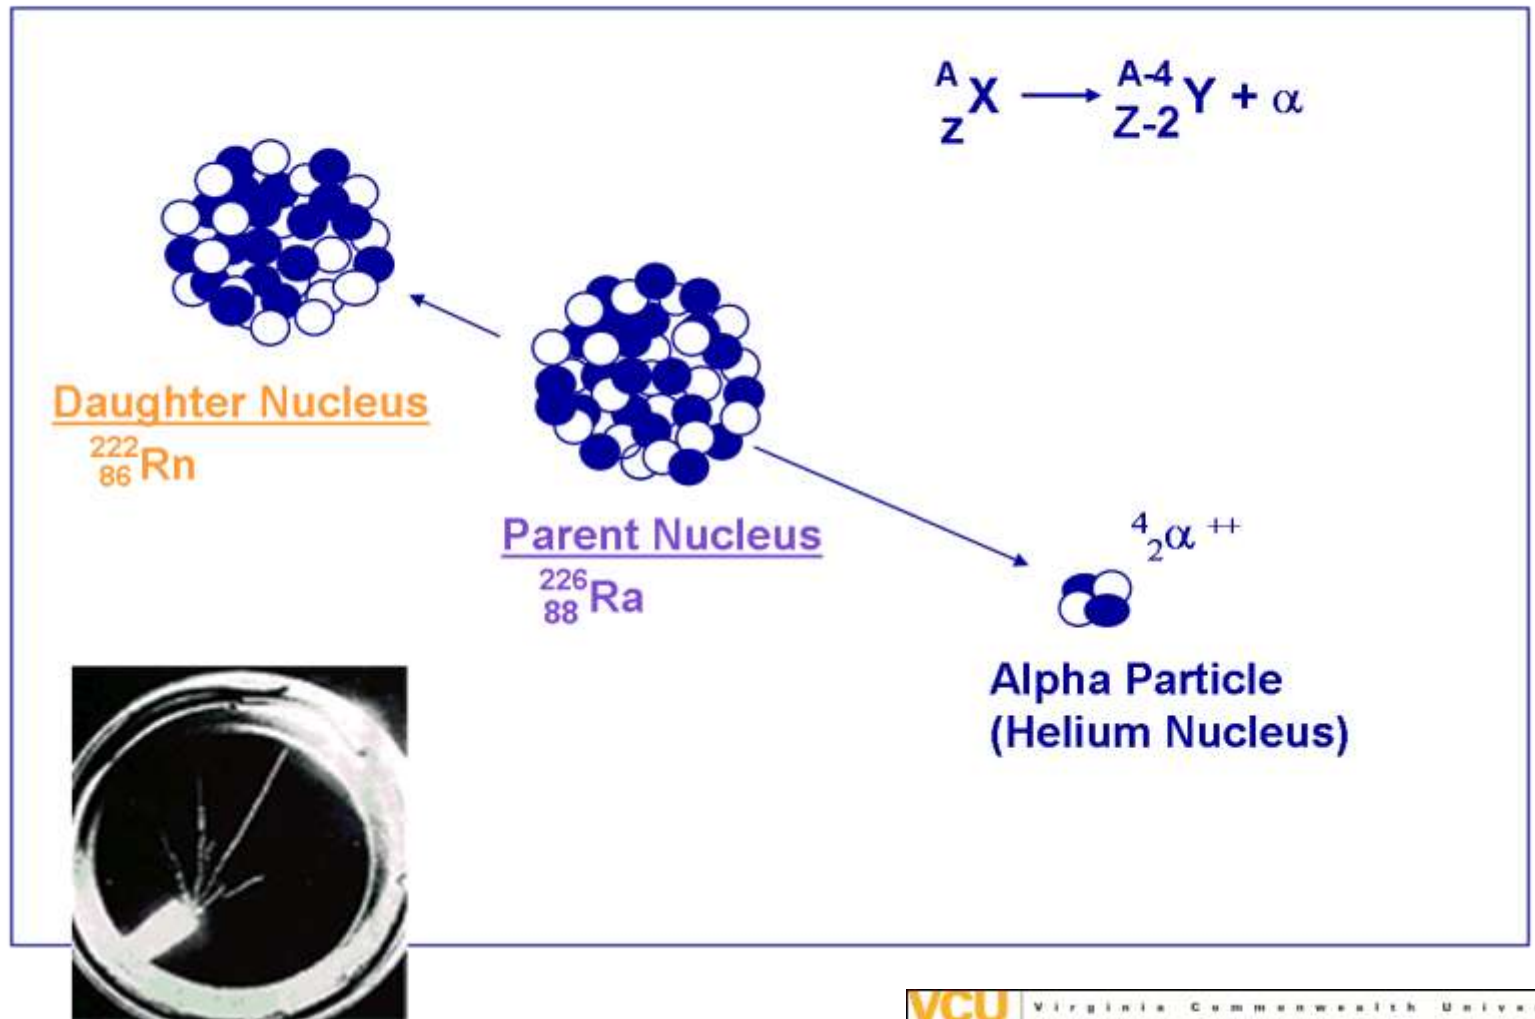 A
Z X → A-4
Z-2 Y + α
Daughter Nucleus
222
86 Rn
Parent Nucleus
226
88 Ra
4
2 α ++
Alpha Particle
(Helium Nucleus)
VCU Virginia Commonwealth